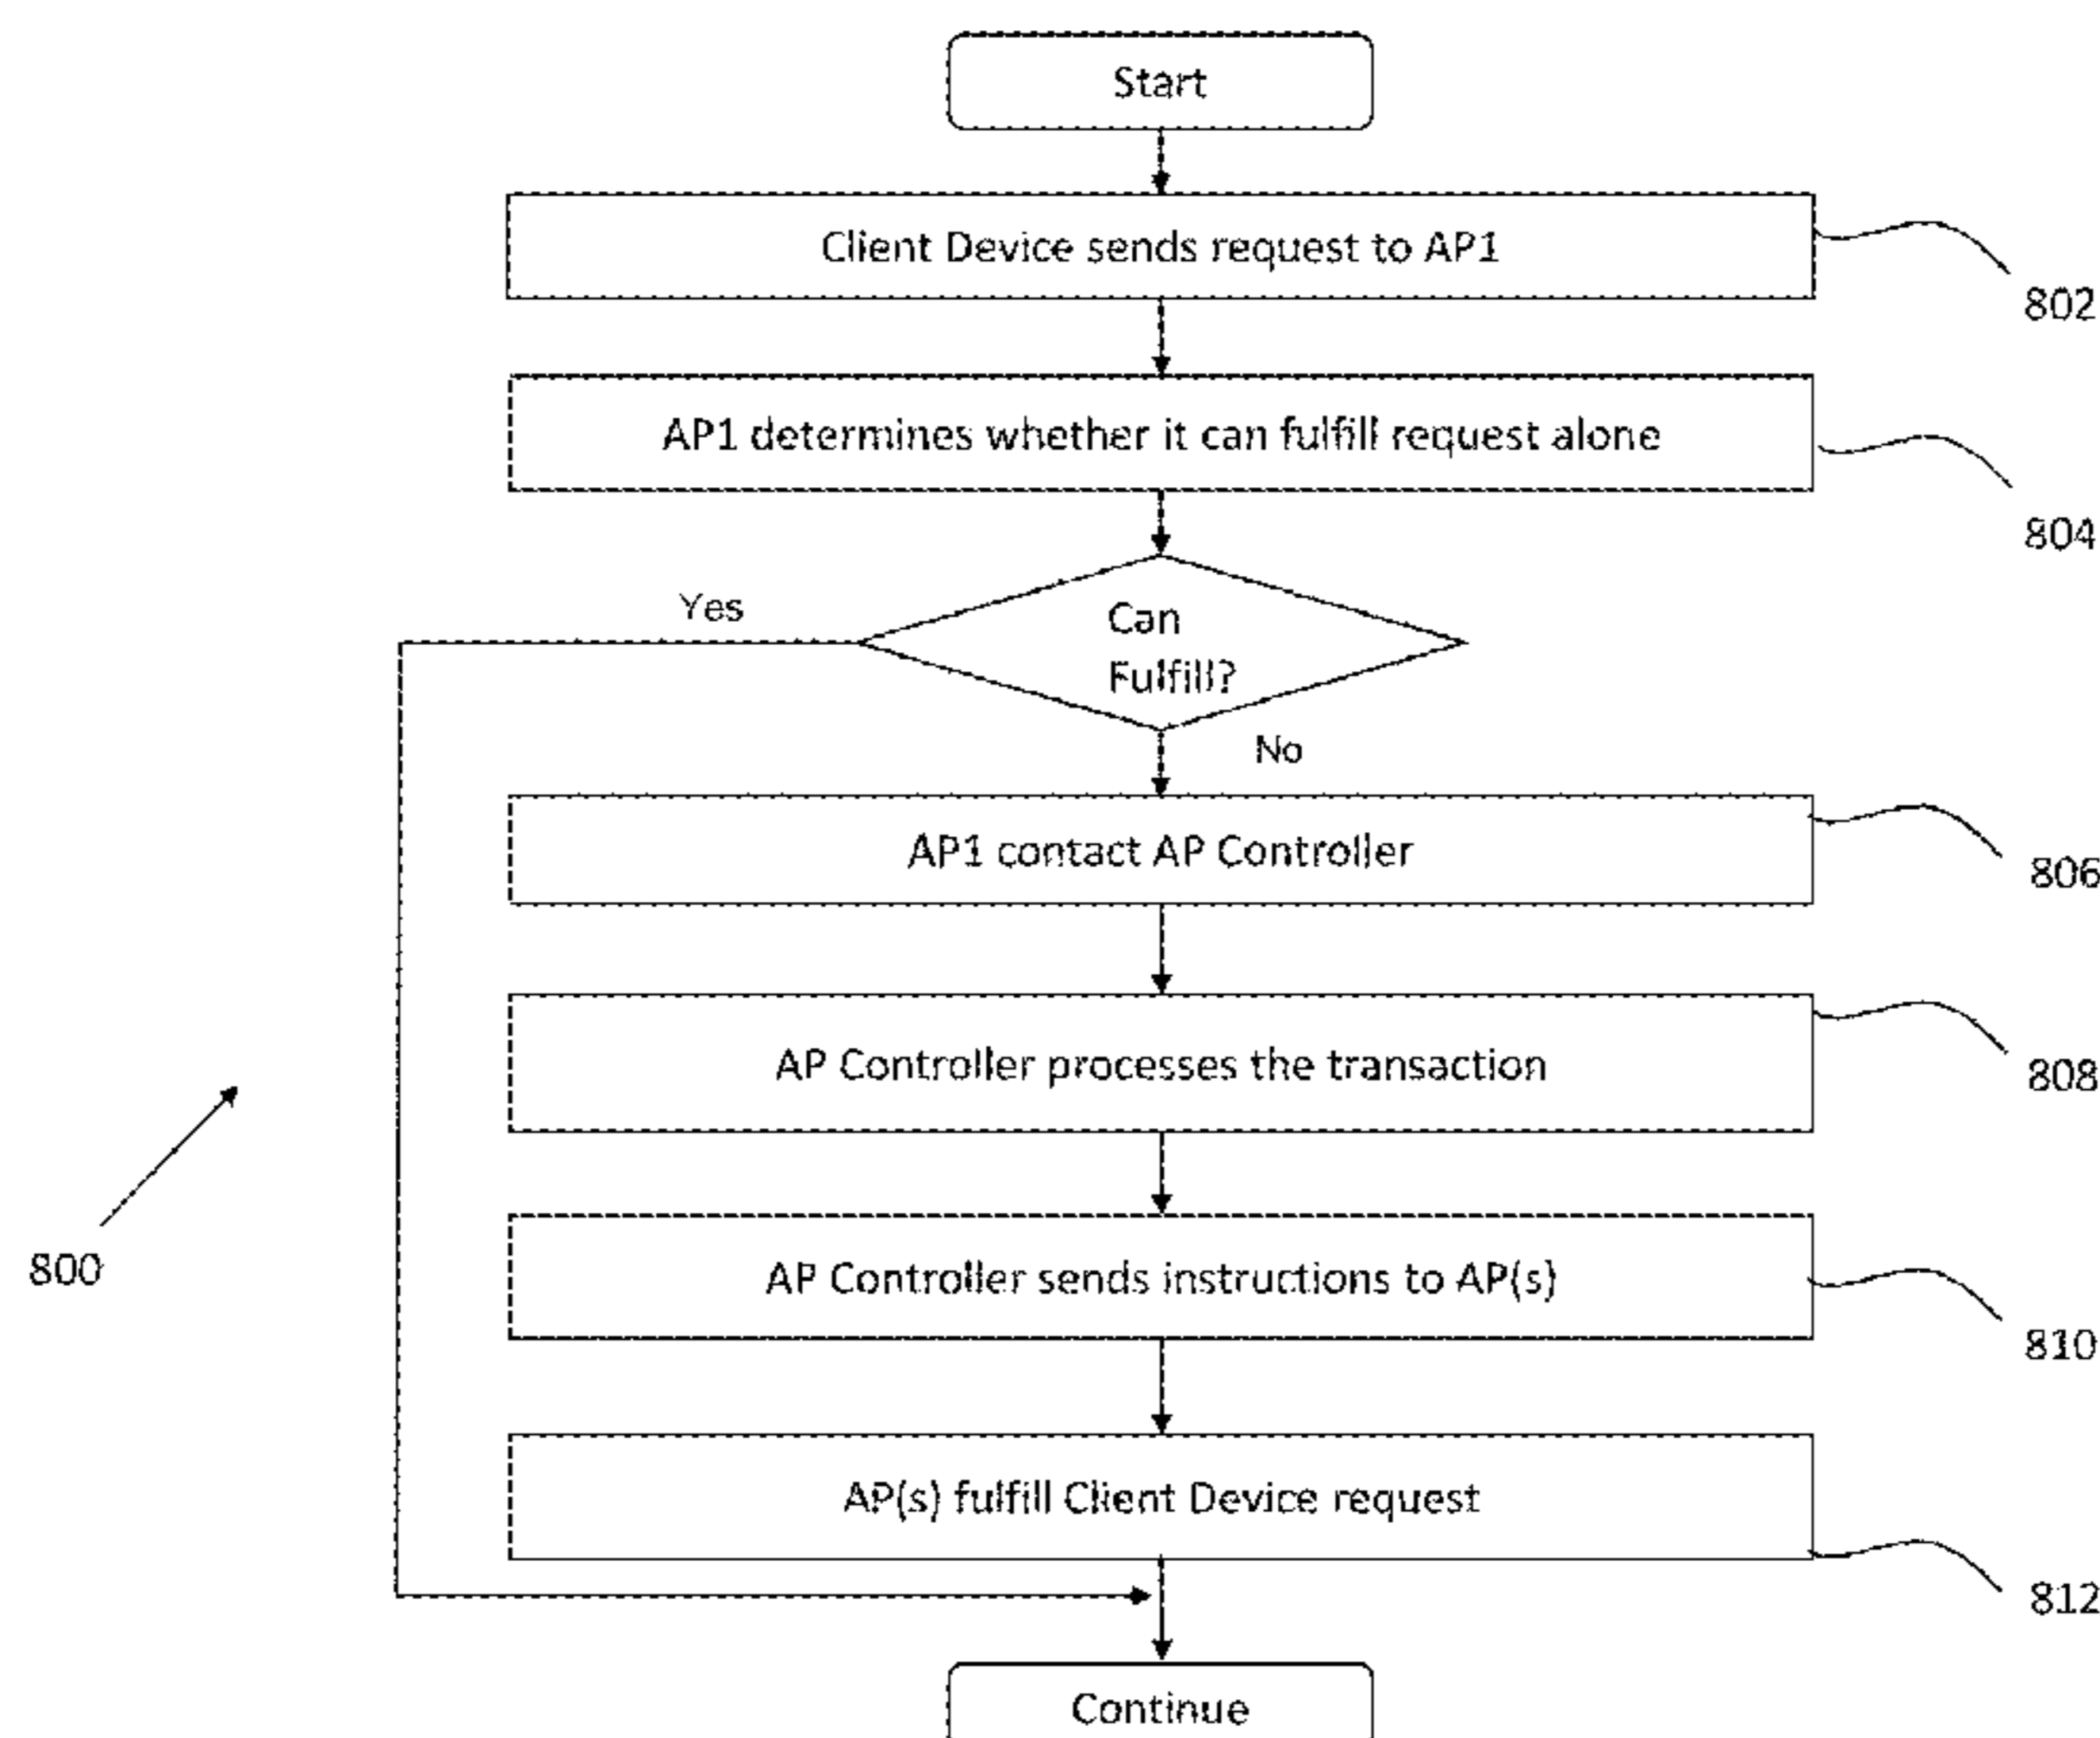 Start
Client Device sends request to AP1
802
AP1 determines whether it can fulfill request alone
804
Yes
Can
Fulfill?
No
AP1 contact AP Controller
806
AP Controller processes the transaction
808
800
AP Controller sends instructions to AP(s)
810
AP(s) fulfill Client Device request
812
Continue